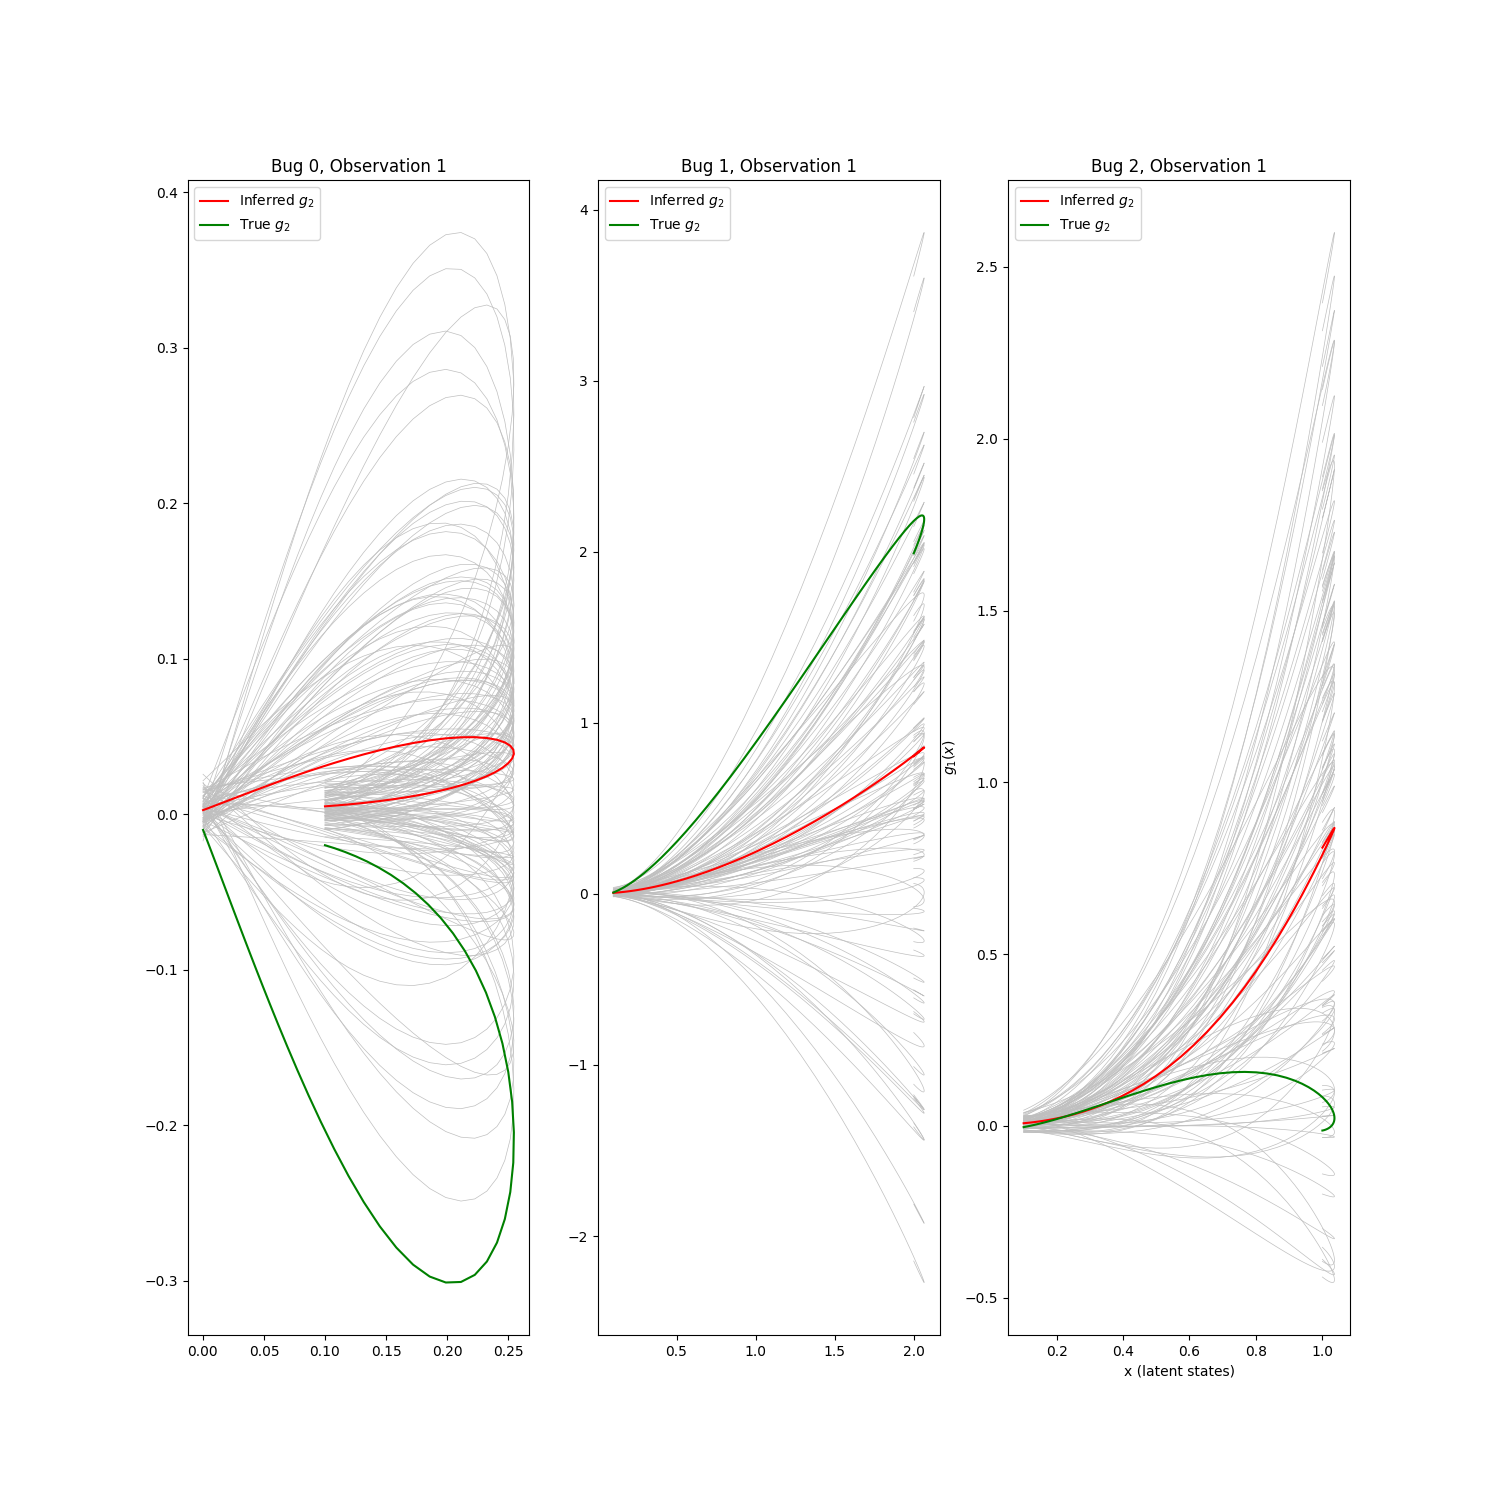 Bug 0, Observation 1
Inferred g₂
True g₂
0.4
0.3
0.2
0.1
0.0
−0.1
−0.2
−0.3
0.00 0.05 0.10 0.15 0.20 0.25
Bug 1, Observation 1
Inferred g₂
True g₂
4
3
2
1
0
−1
−2
0.5 1.0 1.5 2.0
Bug 2, Observation 1
Inferred g₂
True g₂
g₁(x)
2.5
2.0
1.5
1.0
0.5
0.0
−0.5
0.2 0.4 0.6 0.8 1.0
x (latent states)